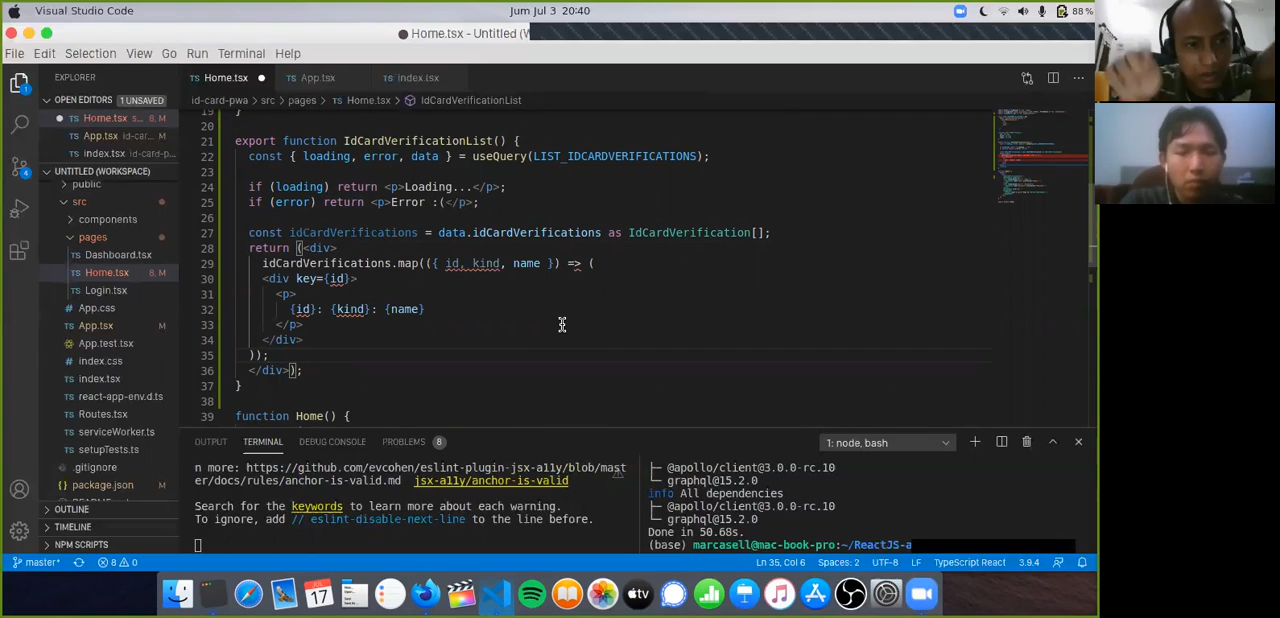 Visual Studio Code
Jum Jul 3 20:40
88%
Home.tsx - Untitled (W
File Edit Selection View Go Run Terminal Help
EXPLORER
Home.tsx
App.tsx
index.tsx
OPEN EDITORS 1 UNSAVED
id-card-pwa > src > pages > Home.tsx > IdCardVerificationList
Home.tsx s... 8, M
App.tsx id-car...
index.tsx id-card-p...
UNTITLED (WORKSPACE)
public
src
components
pages
Dashboard.tsx
Home.tsx 8, M
Login.tsx
App.css
App.tsx M
App.test.tsx
index.css
index.tsx
react-app-env.d.ts
Routes.tsx
serviceWorker.ts
setupTests.ts
.gitignore
package.json M
OUTLINE
TIMELINE
NPM SCRIPTS
19 }
20
21 export function IdCardVerificationList() {
22 const { loading, error, data } = useQuery(LIST_IDCARDVERIFICATIONS);
23
24 if (loading) return <p>Loading...</p>;
25 if (error) return <p>Error :(</p>;
26
27 const idCardVerifications = data.idCardVerifications as IdCardVerification[];
28 return (<div>
29 idCardVerifications.map(({ id, kind, name }) => (
30 <div key={id}>
31 <p>
32 {id}: {kind}: {name}
33 </p>
34 </div>
35 ));
36 </div>);
37 }
38
39 function Home() {
OUTPUT TERMINAL DEBUG CONSOLE PROBLEMS 8
1: node, bash
n more: https://github.com/evcohen/eslint-plugin-jsx-a11y/blob/mast
er/docs/rules/anchor-is-valid.md jsx-a11y/anchor-is-valid
Search for the keywords to learn more about each warning.
To ignore, add // eslint-disable-next-line to the line before.
├─ @apollo/client@3.0.0-rc.10
└─ graphql@15.2.0
info All dependencies
├─ @apollo/client@3.0.0-rc.10
└─ graphql@15.2.0
Done in 50.68s.
(base) marcasell@mac-book-pro:~/ReactJS-a
master* 8 0
Ln 35, Col 6 Spaces: 2 UTF-8 LF TypeScript React 3.9.4
JUL
17
tv